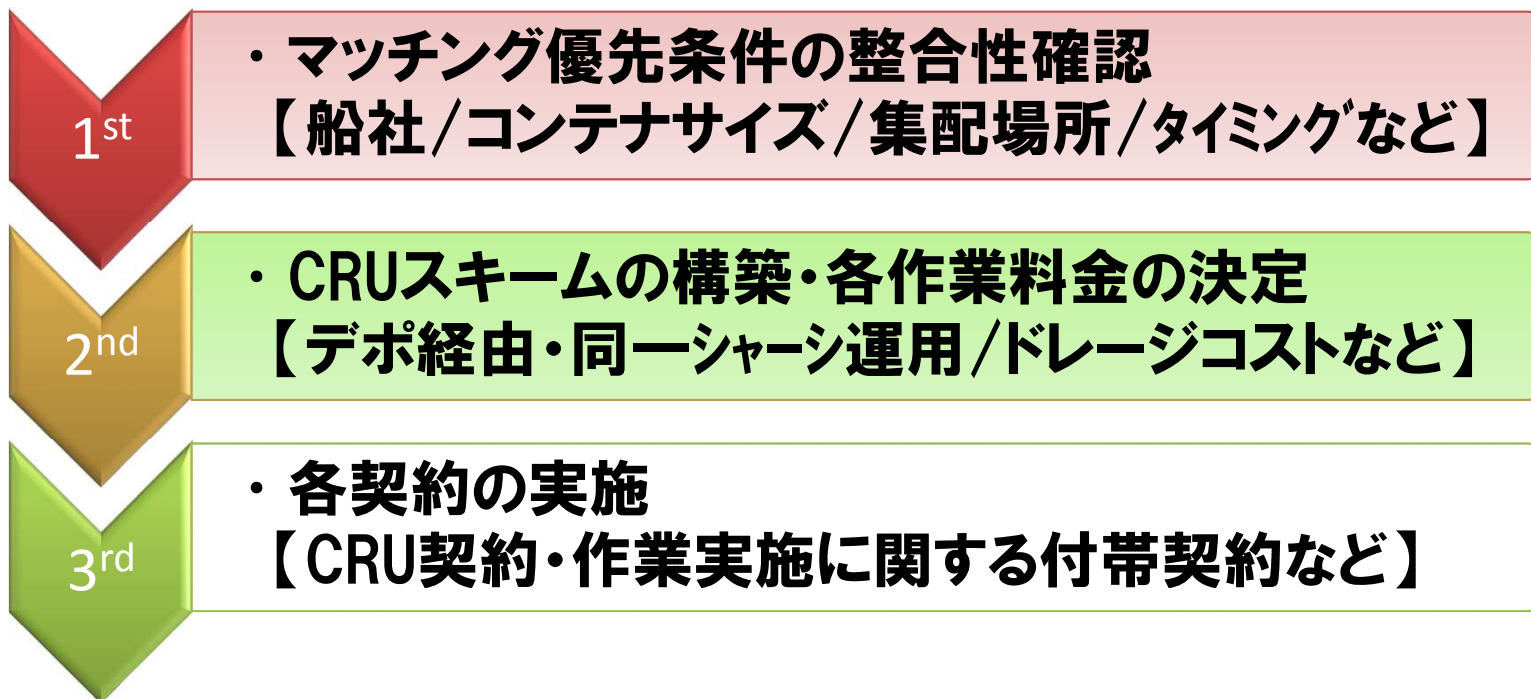 1st
・マッチング優先条件の整合性確認
【船社/コンテナサイズ/集配場所/ﾀｲﾐﾝｸﾞなど】
2nd
・CRUスキームの構築・各作業料金の決定
【デポ経由・同一ｼｬｰｼ運用/ドレージコストなど】
3rd
・各契約の実施
【CRU契約・作業実施に関する付帯契約など】